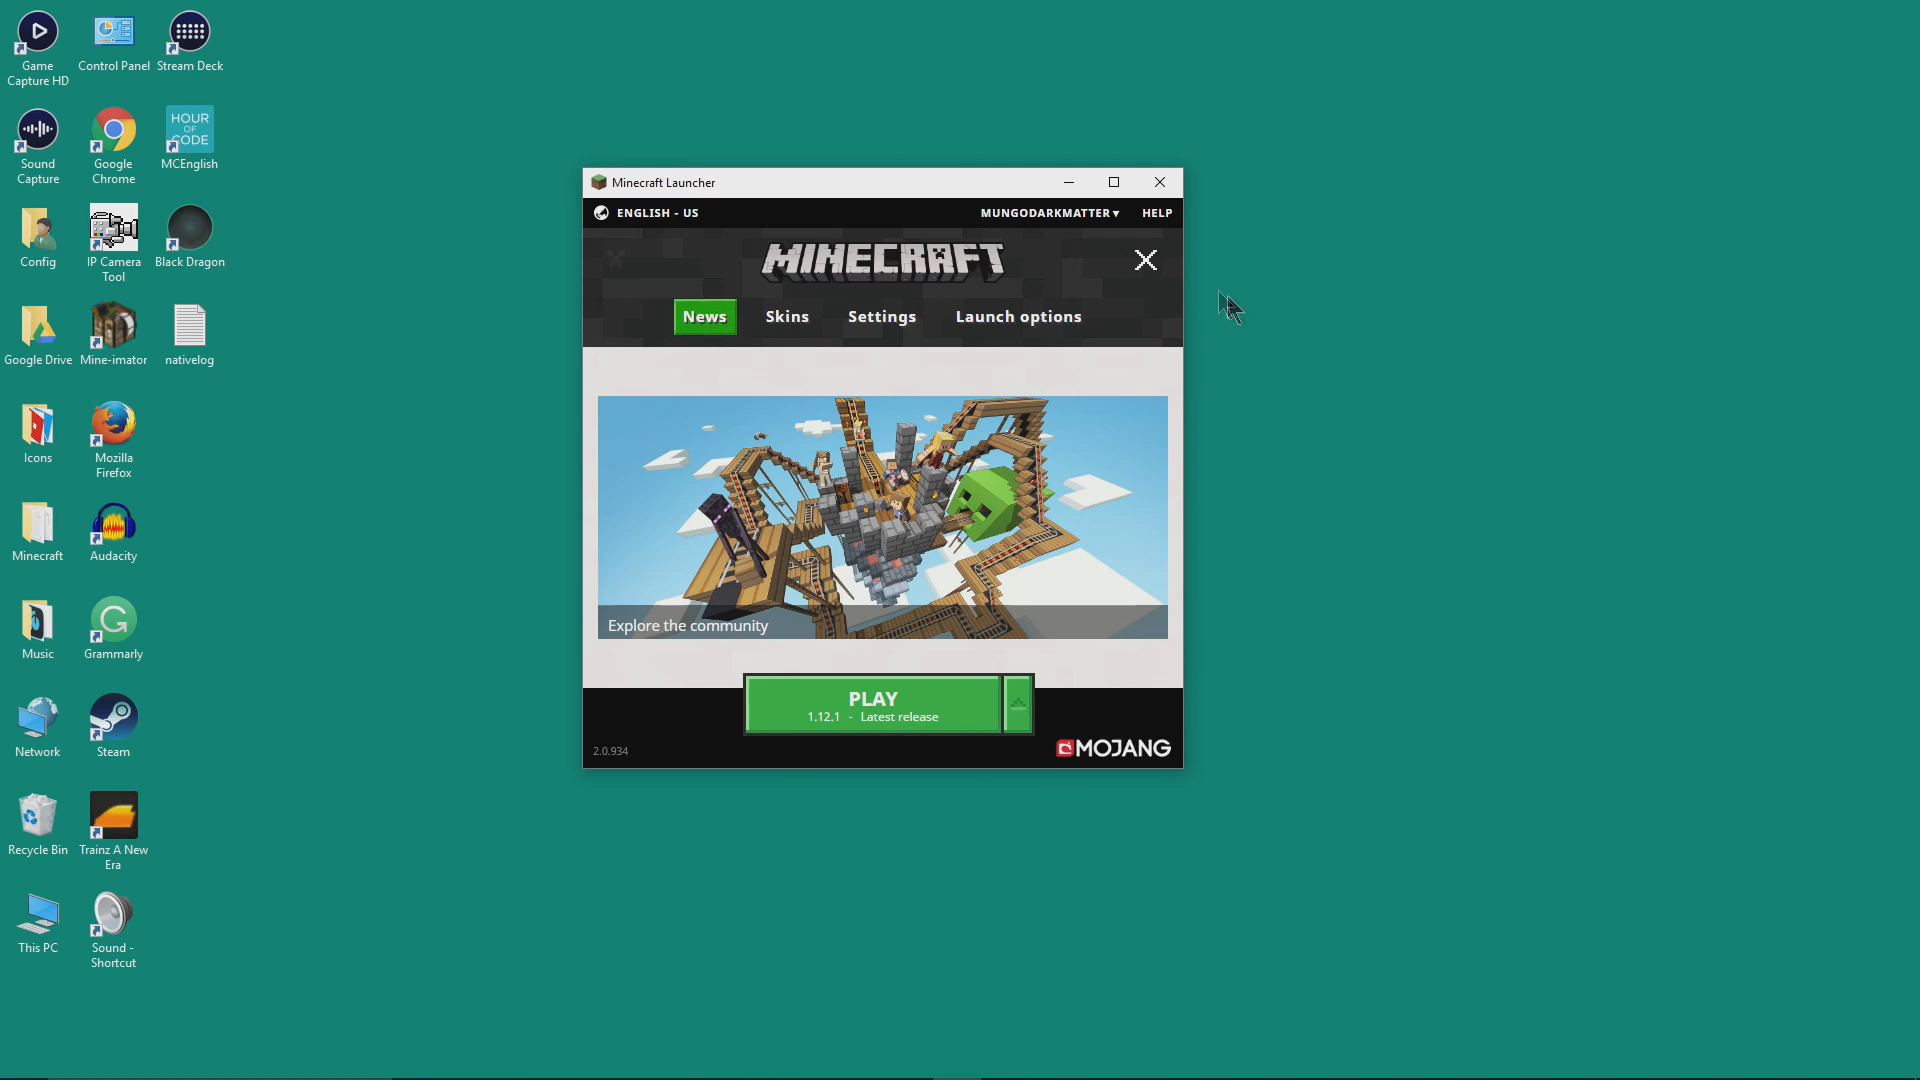 Game
Capture HD
Control Panel
Stream Deck
Sound
Capture
Google
Chrome
HOUR
OF
CODE
MCEnglish
Config
IP Camera
Tool
Black Dragon
Google Drive
Mine-imator
nativelog
Icons
Mozilla
Firefox
Minecraft
Audacity
Music
Grammarly
Network
Steam
Recycle Bin
Trainz A New
Era
This PC
Sound -
Shortcut
Minecraft Launcher
ENGLISH - US
MUNGODARKMATTER
HELP
MINECRAFT
News
Skins
Settings
Launch options
Explore the community
PLAY
1.12.1 - Latest release
2.0.934
MOJANG